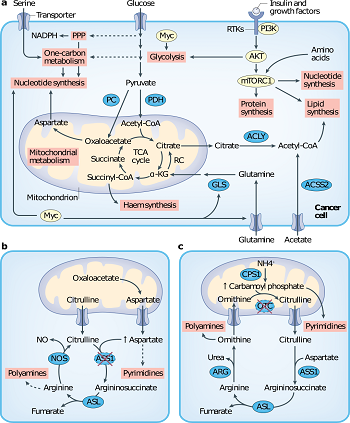 a
Serine
Glucose
Insulin and
growth factors
Transporter
RTKs
PI3K
NADPH
PPP
Myc
Amino
acids
One-carbon
metabolism
Glycolysis
AKT
mTORC1
Nucleotide synthesis
Nucleotide
synthesis
Pyruvate
PC
PDH
Protein
synthesis
Lipid
synthesis
Aspartate
Acetyl-CoA
Oxaloacetate
Citrate
Citrate
ACLY
Acetyl-CoA
Mitochondrial
metabolism
TCA
cycle
Succinate
RC
Succinyl-CoA
α-KG
Glutamine
GLS
ACSS2
Mitochondrion
Haem synthesis
Myc
Cancer
cell
Glutamine
Acetate
b
Oxaloacetate
Citrulline
Aspartate
NO
Citrulline
↑ Aspartate
NOS
ASS1
Polyamines
Pyrimidines
Arginine
Argininosuccinate
ASL
Fumarate
c
NH4
CPS1
↑ Carbamoyl phosphate
Ornithine
Citrulline
OTC
Polyamines
Pyrimidines
Ornithine
Citrulline
Urea
Aspartate
ARG
ASS1
Arginine
Argininosuccinate
ASL
Fumarate